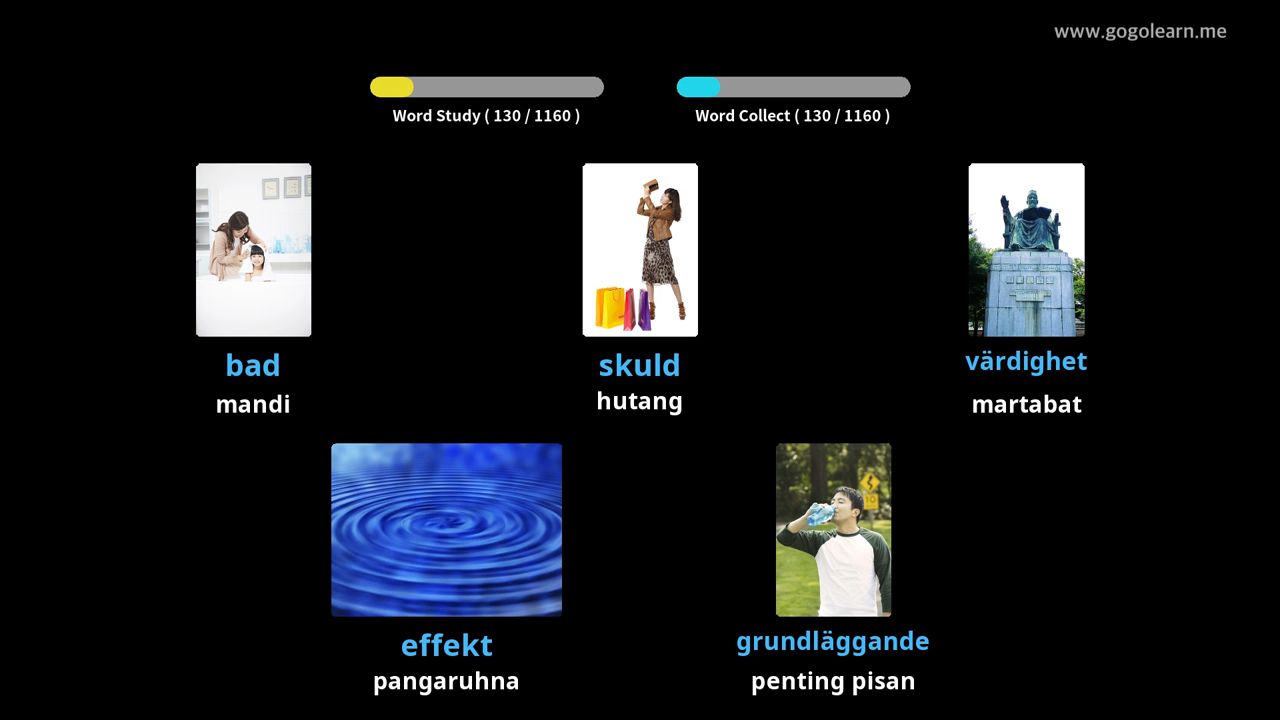 www.gogolearn.me
Word Study ( 130 / 1160 )
Word Collect ( 130 / 1160 )
bad
mandi
skuld
hutang
värdighet
martabat
effekt
pangaruhna
grundläggande
penting pisan